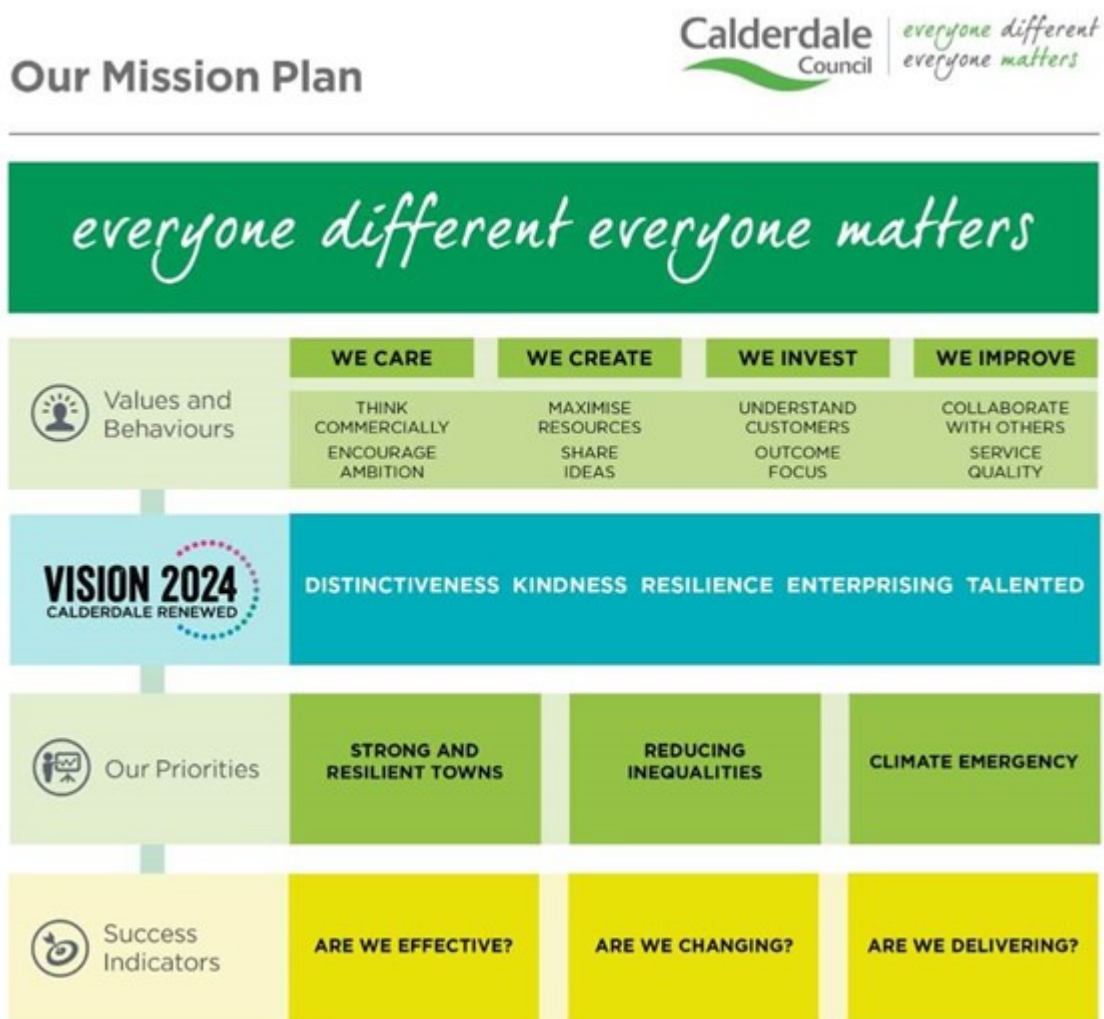 Our Mission Plan
Calderdale
Council
everyone different
everyone matters
everyone different everyone matters
Values and
Behaviours
WE CARE
THINK
COMMERCIALLY
ENCOURAGE
AMBITION
WE CREATE
MAXIMISE
RESOURCES
SHARE
IDEAS
WE INVEST
UNDERSTAND
CUSTOMERS
OUTCOME
FOCUS
WE IMPROVE
COLLABORATE
WITH OTHERS
SERVICE
QUALITY
VISION 2024
CALDERDALE RENEWED
DISTINCTIVENESS KINDNESS RESILIENCE ENTERPRISING TALENTED
Our Priorities
STRONG AND
RESILIENT TOWNS
REDUCING
INEQUALITIES
CLIMATE EMERGENCY
Success
Indicators
ARE WE EFFECTIVE?
ARE WE CHANGING?
ARE WE DELIVERING?